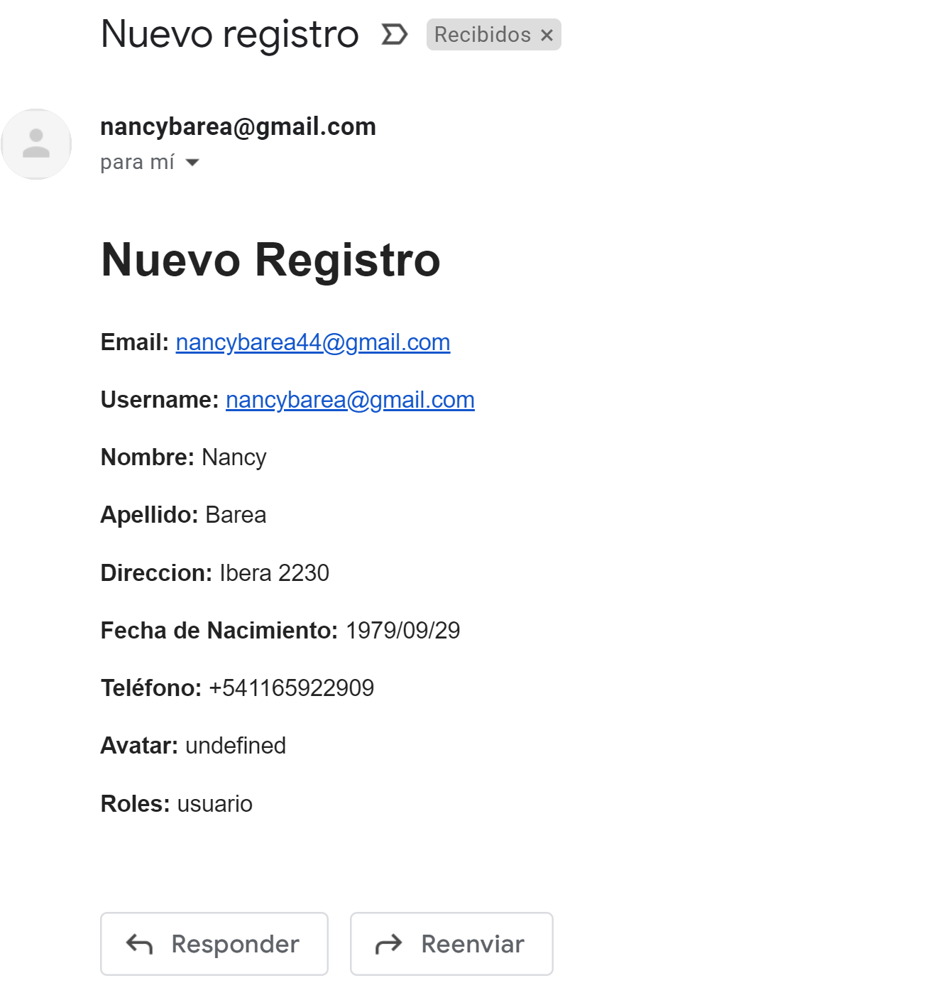 Nuevo registro Recibidos ×
nancybarea@gmail.com
para mí
Nuevo Registro
Email: nancybarea44@gmail.com
Username: nancybarea@gmail.com
Nombre: Nancy
Apellido: Barea
Direccion: Ibera 2230
Fecha de Nacimiento: 1979/09/29
Teléfono: +541165922909
Avatar: undefined
Roles: usuario
Responder Reenviar